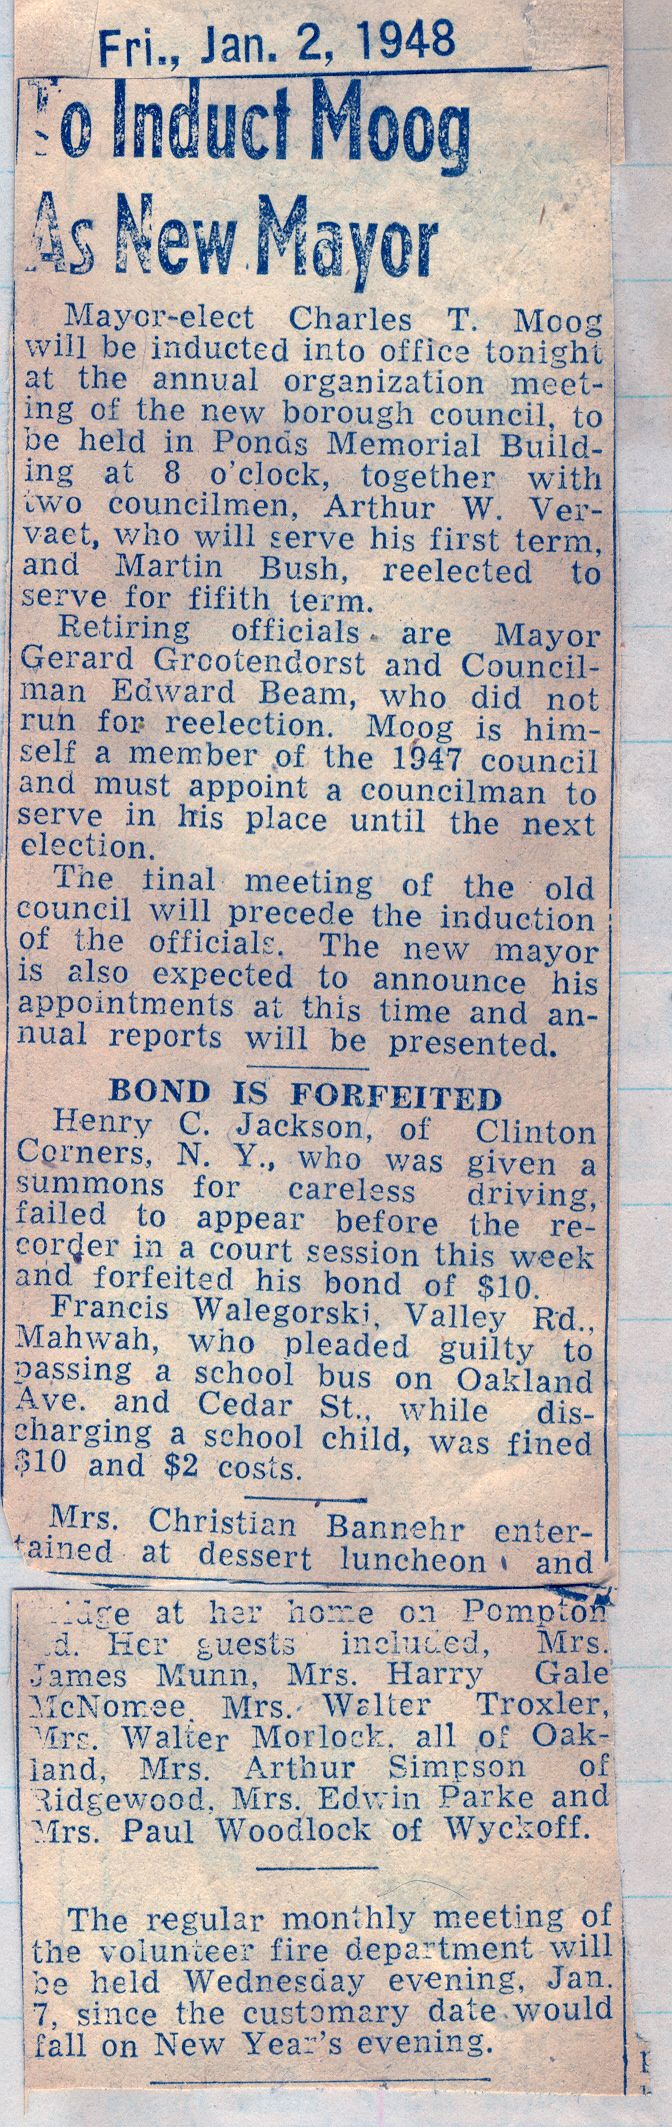 Fri., Jan. 2, 1948
To Induct Moog
As New Mayor
Mayor-elect Charles T. Moog
will be inducted into office tonight
at the annual organization meet-
ing of the new borough council, to
be held in Ponds Memorial Build-
ing at 8 o'clock, together with
two councilmen, Arthur W. Ver-
vaet, who will serve his first term,
and Martin Bush, reelected to
serve for fifith term.
Retiring officials are Mayor
Gerard Grootendorst and Council-
man Edward Beam, who did not
run for reelection. Moog is him-
self a member of the 1947 council
and must appoint a councilman to
serve in his place until the next
election.
The final meeting of the old
council will precede the induction
of the officials. The new mayor
is also expected to announce his
appointments at this time and an-
nual reports will be presented.
BOND IS FORFEITED
Henry C. Jackson, of Clinton
Corners, N. Y., who was given a
summons for careless driving,
failed to appear before the re-
corder in a court session this week
and forfeited his bond of $10.
Francis Walegorski, Valley Rd.,
Mahwah, who pleaded guilty to
passing a school bus on Oakland
Ave. and Cedar St., while dis-
charging a school child, was fined
$10 and $2 costs.
Mrs. Christian Bannehr enter-
tained at dessert luncheon and
at her home on Pompton
Her guests included, Mrs.
James Munn, Mrs. Harry Gale
McNomee, Mrs. Walter Troxler,
Mrs. Walter Morlock, all of Oak-
land, Mrs. Arthur Simpson of
Ridgewood, Mrs. Edwin Parke and
Mrs. Paul Woodlock of Wyckoff.
The regular monthly meeting of
the volunteer fire department will
be held Wednesday evening, Jan.
7, since the customary date would
fall on New Year's evening.